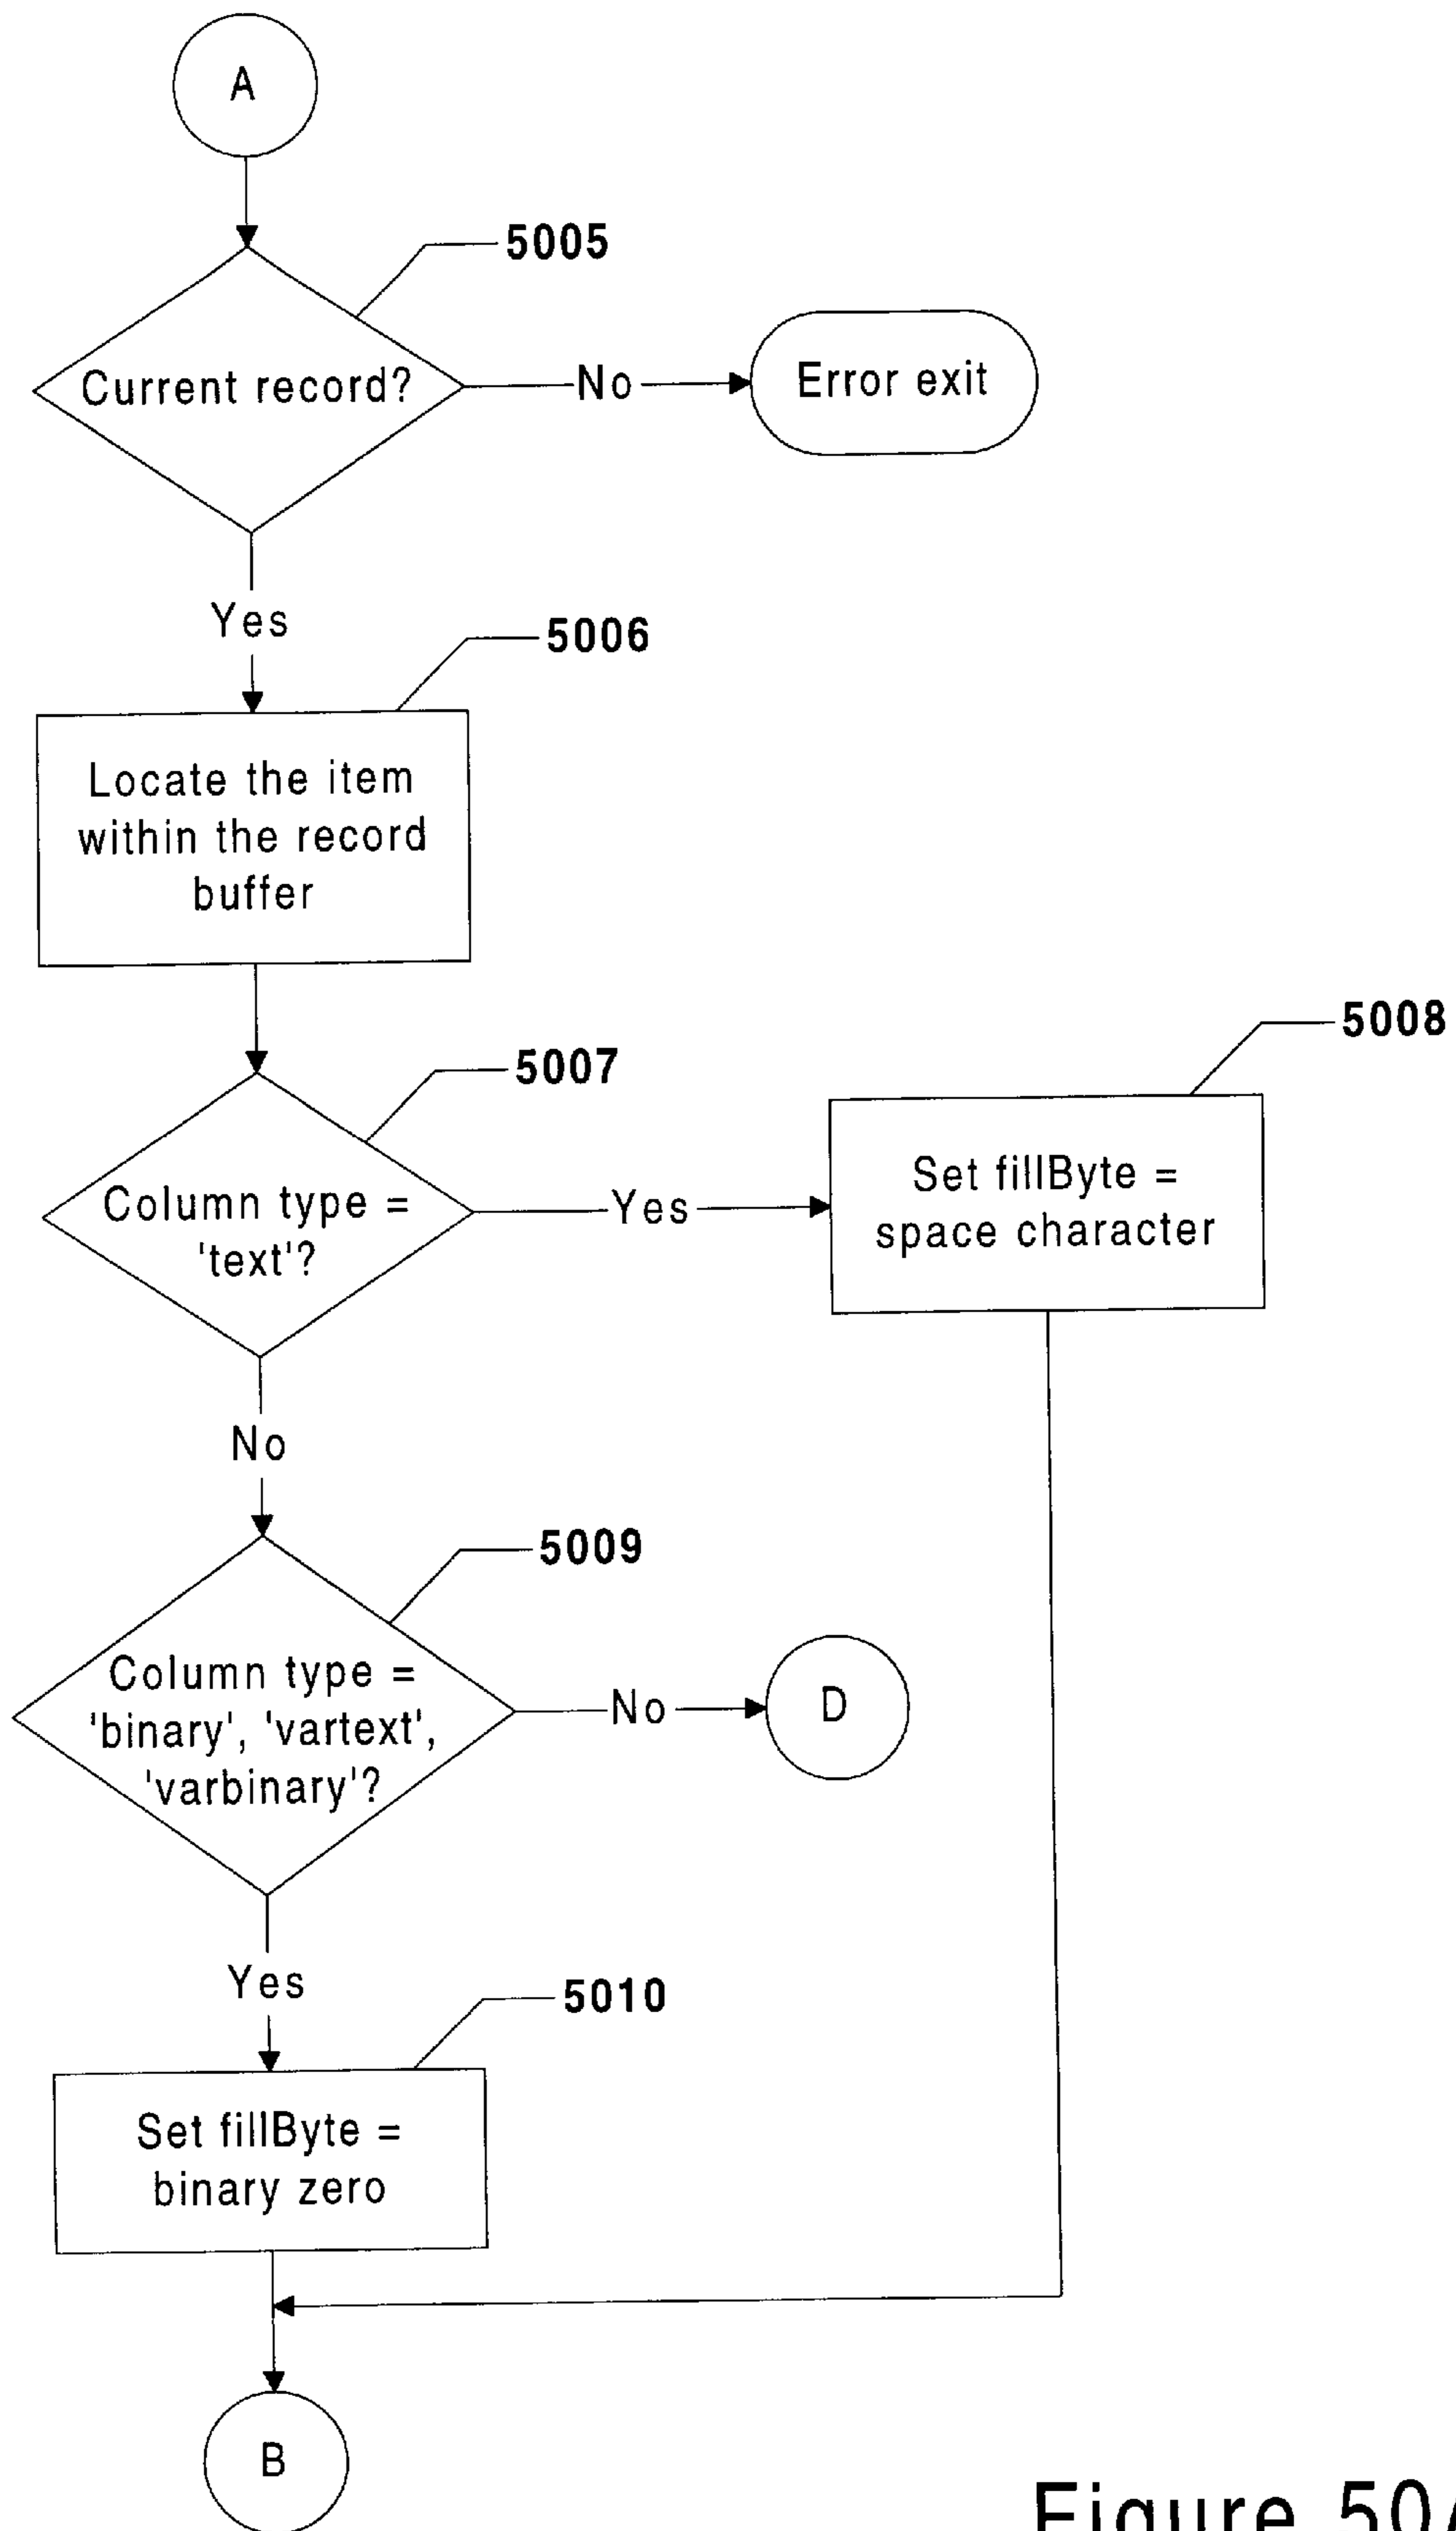 A
5005
Current record?
No
Error exit
Yes
5006
Locate the item
within the record
buffer
5008
5007
Set fillByte =
space character
Column type =
'text'?
Yes
No
5009
Column type =
'binary', 'vartext',
'varbinary'?
No
D
Yes
5010
Set fillByte =
binary zero
B
Figure